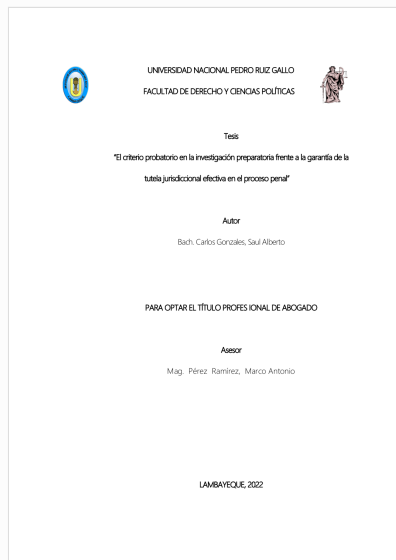 UNIVERSIDAD NACIONAL PEDRO RUIZ GALLO
FACULTAD DE DERECHO Y CIENCIAS POLÍTICAS
Tesis
“El criterio probatorio en la investigación preparatoria frente a la garantía de la
tutela jurisdiccional efectiva en el proceso penal”
Autor
Bach. Carlos Gonzales, Saul Alberto
PARA OPTAR EL TÍTULO PROFES IONAL DE ABOGADO
Asesor
Mag. Pérez Ramirez, Marco Antonio
LAMBAYEQUE, 2022